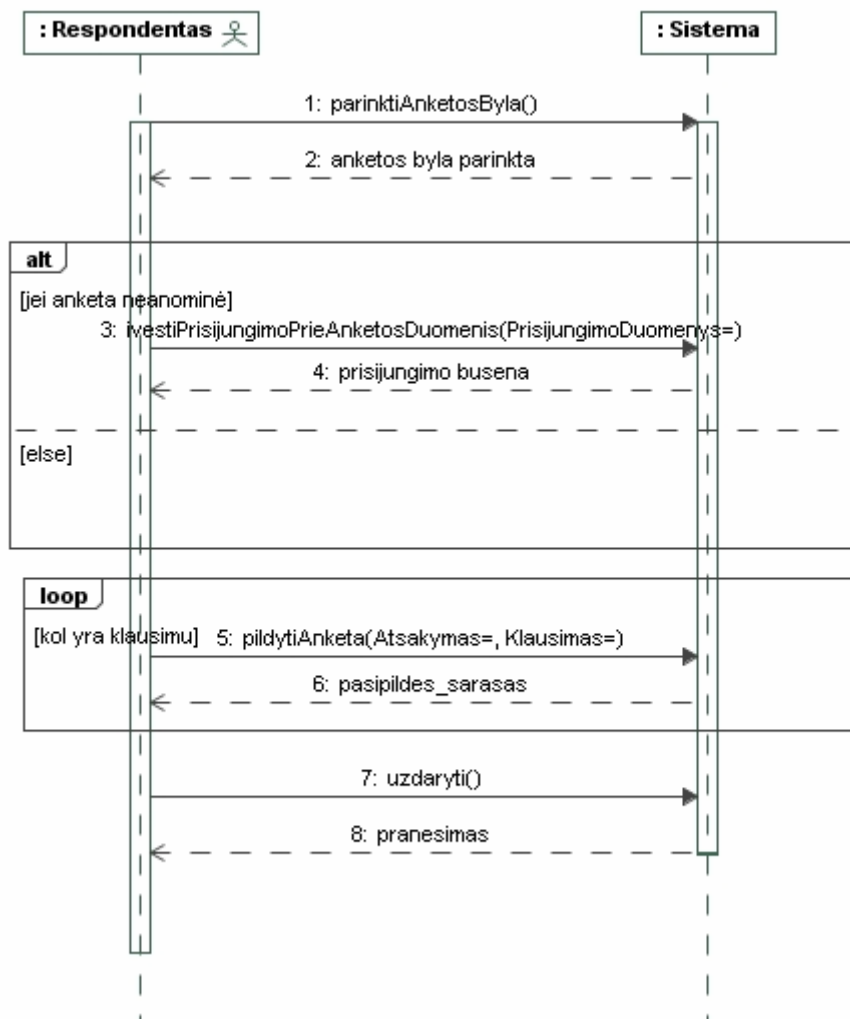 : Respondentas
: Sistema
1: parinktiAnketosByla()
2: anketos byla parinkta
alt
[jei anketa neanominė]
3: ivestiPrisijungimoPrieAnketosDuomenis(PrisijungimoDuomenys=)
4: prisijungimo busena
[else]
loop
[kol yra klausimu]
5: pildytiAnketa(Atsakymas=, Klausimas=)
6: pasipildes_sarasas
7: uzdaryti()
8: pranesimas